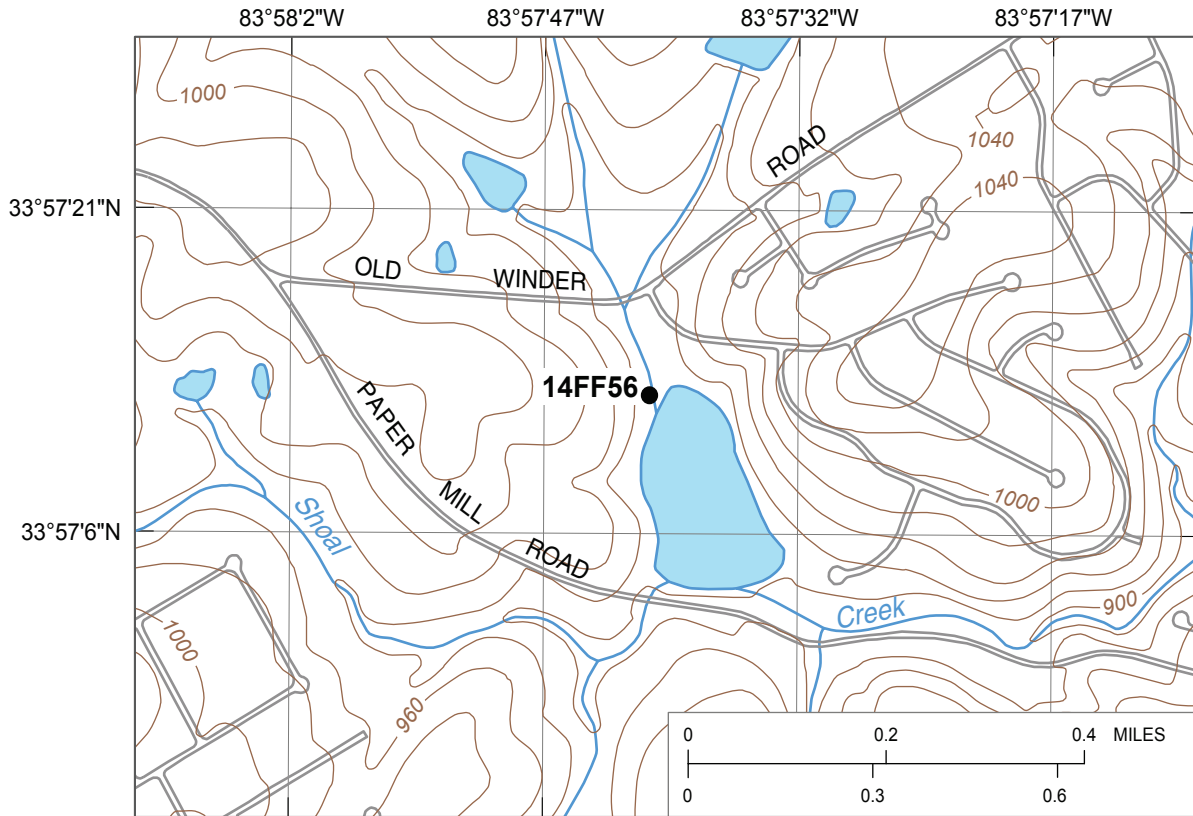 83°58'2"W 83°57'47"W 83°57'32"W 83°57'17"W
1000
ROAD
1040
1040
33°57'21"N
OLD WINDER
14FF56
PAPER
MILL
ROAD
Shoal
1000
33°57'6"N
900
Creek
1000
960
0 0.2 0.4 MILES
0 0.3 0.6